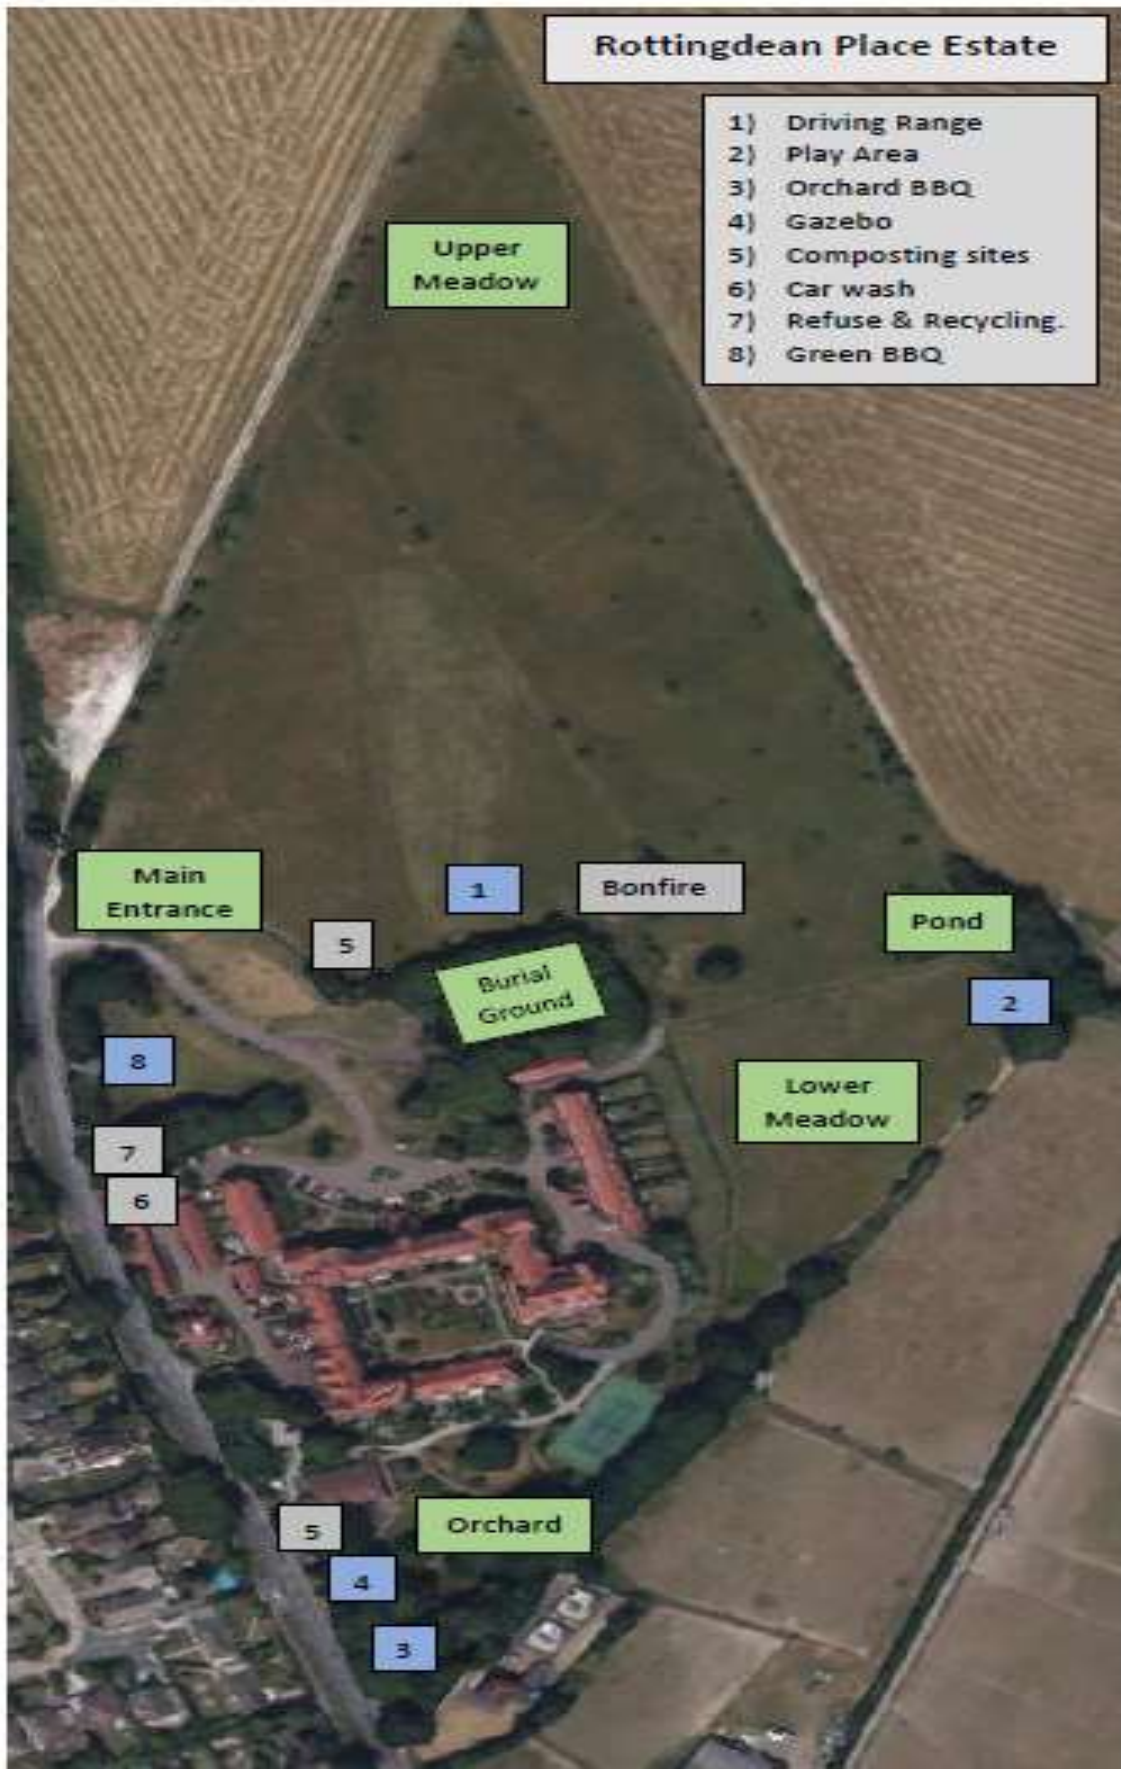 Rottingdean Place Estate
1) Driving Range
2) Play Area
3) Orchard BBQ
4) Gazebo
5) Composting sites
6) Car wash
7) Refuse & Recycling.
8) Green BBQ
Upper
Meadow
Main
Entrance
1
Bonfire
Pond
5
Burial
Ground
2
8
Lower
Meadow
7
6
5
Orchard
4
3